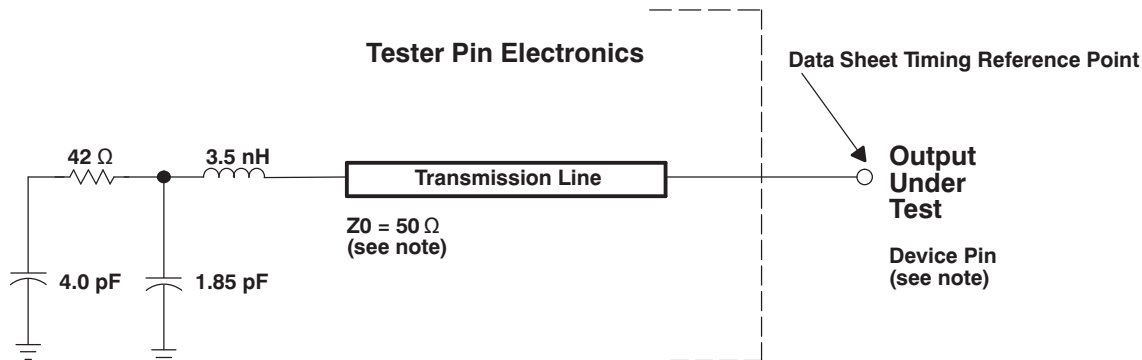 Tester Pin Electronics
Data Sheet Timing Reference Point
42 Ω
3.5 nH
Transmission Line
Output
Under
Test
Z0 = 50 Ω
(see note)
Device Pin
(see note)
4.0 pF
1.85 pF